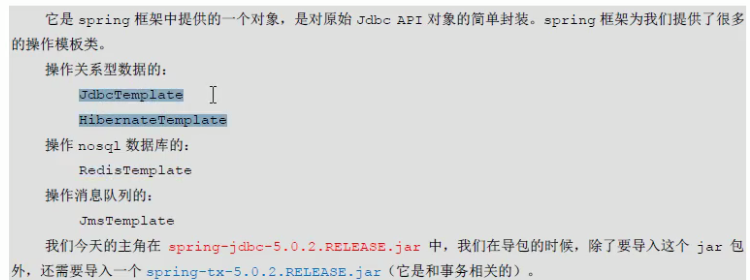 它是 spring 框架中提供的一个对象，是对原始 Jdbc API 对象的简单封装。spring 框架为我们提供了很多
的操作模板类。
操作关系型数据的：
JdbcTemplate
HibernateTemplate
操作 nosql 数据库的：
RedisTemplate
操作消息队列的：
JmsTemplate
我们今天的主角在 spring-jdbc-5.0.2.RELEASE.jar 中，我们在导包的时候，除了要导入这个 jar 包
外，还需要导入一个 spring-tx-5.0.2.RELEASE.jar（它是和事务相关的）。